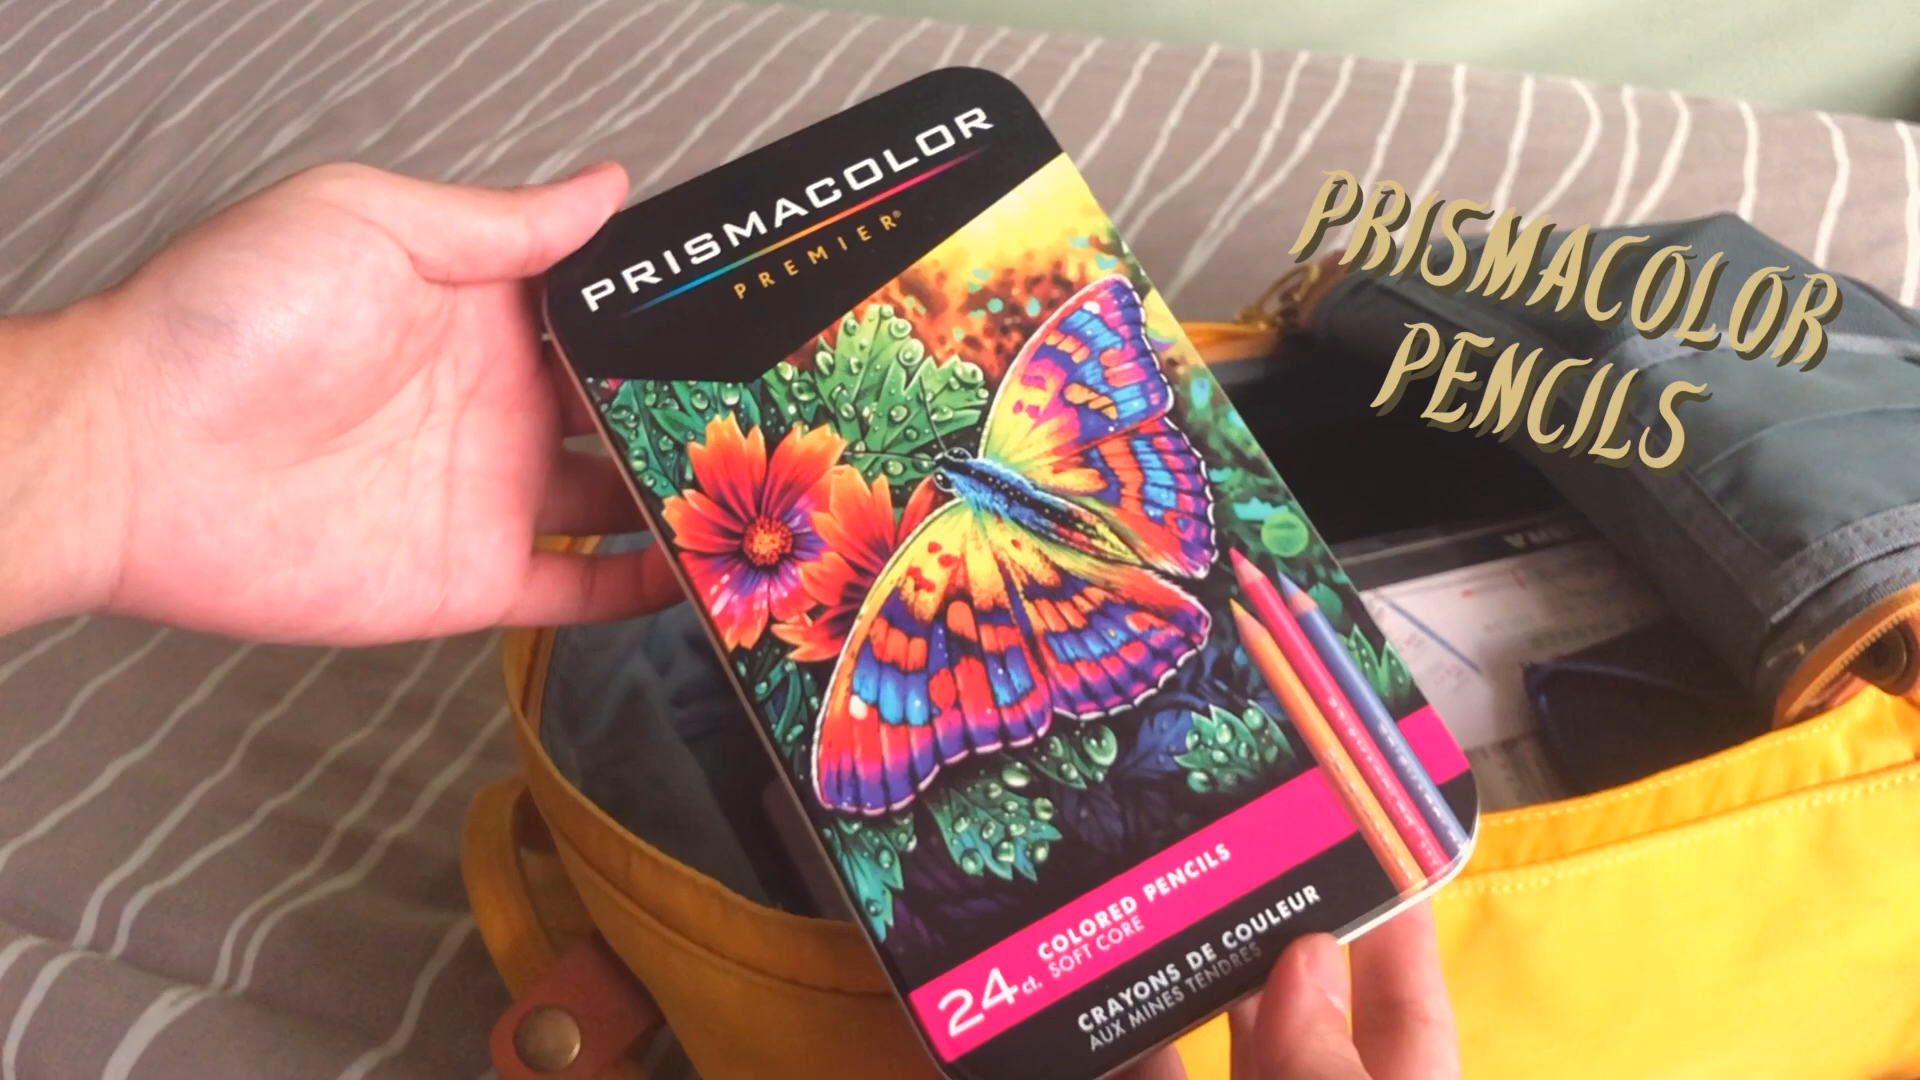 PRISMACOLOR
PREMIER®
PRISMACOLOR
PENCILS
24 ct. COLORED PENCILS
SOFT CORE
CRAYONS DE COULEUR
AUX MINES TENDRES